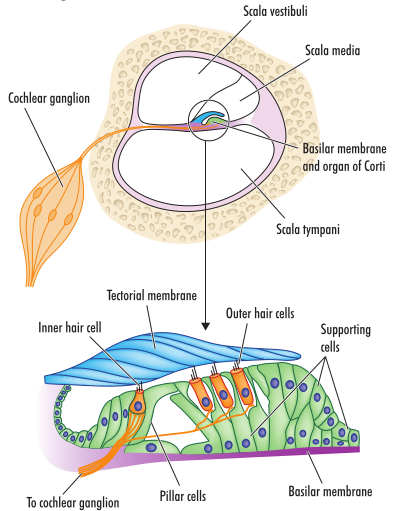 Scala vestibuli
Scala media
Cochlear ganglion
Basilar membrane
and organ of Corti
Scala tympani
Tectorial membrane
Outer hair cells
Inner hair cell
Supporting
cells
Pillar cells
Basilar membrane
To cochlear ganglion